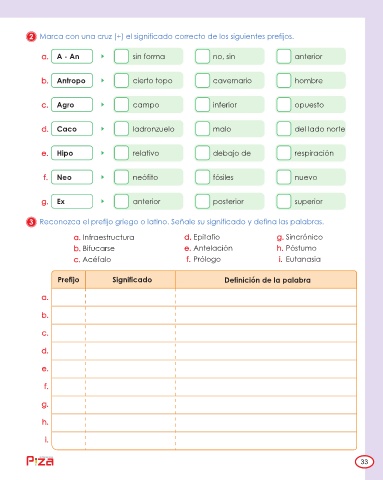 2 Marca con una cruz (+) el significado correcto de los siguientes prefijos.
a. A - An sin forma no, sin anterior
b. Antropo cierto topo cavernario hombre
c. Agro campo inferior opuesto
d. Caco ladronzuelo malo del lado norte
e. Hipo relativo debajo de respiración
f. Neo neófito fósiles nuevo
g. Ex anterior posterior superior
3 Reconozca el prefijo griego o latino. Señale su significado y defina las palabras.
a. Infraestructura d. Epitafio g. Sincrónico
b. Bifucarse e. Antelación h. Póstumo
c. Acéfalo f. Prólogo i. Eutanasia
Prefijo Significado Definición de la palabra
a.
b.
c.
d.
e.
f.
g.
h.
i.
Piza 33